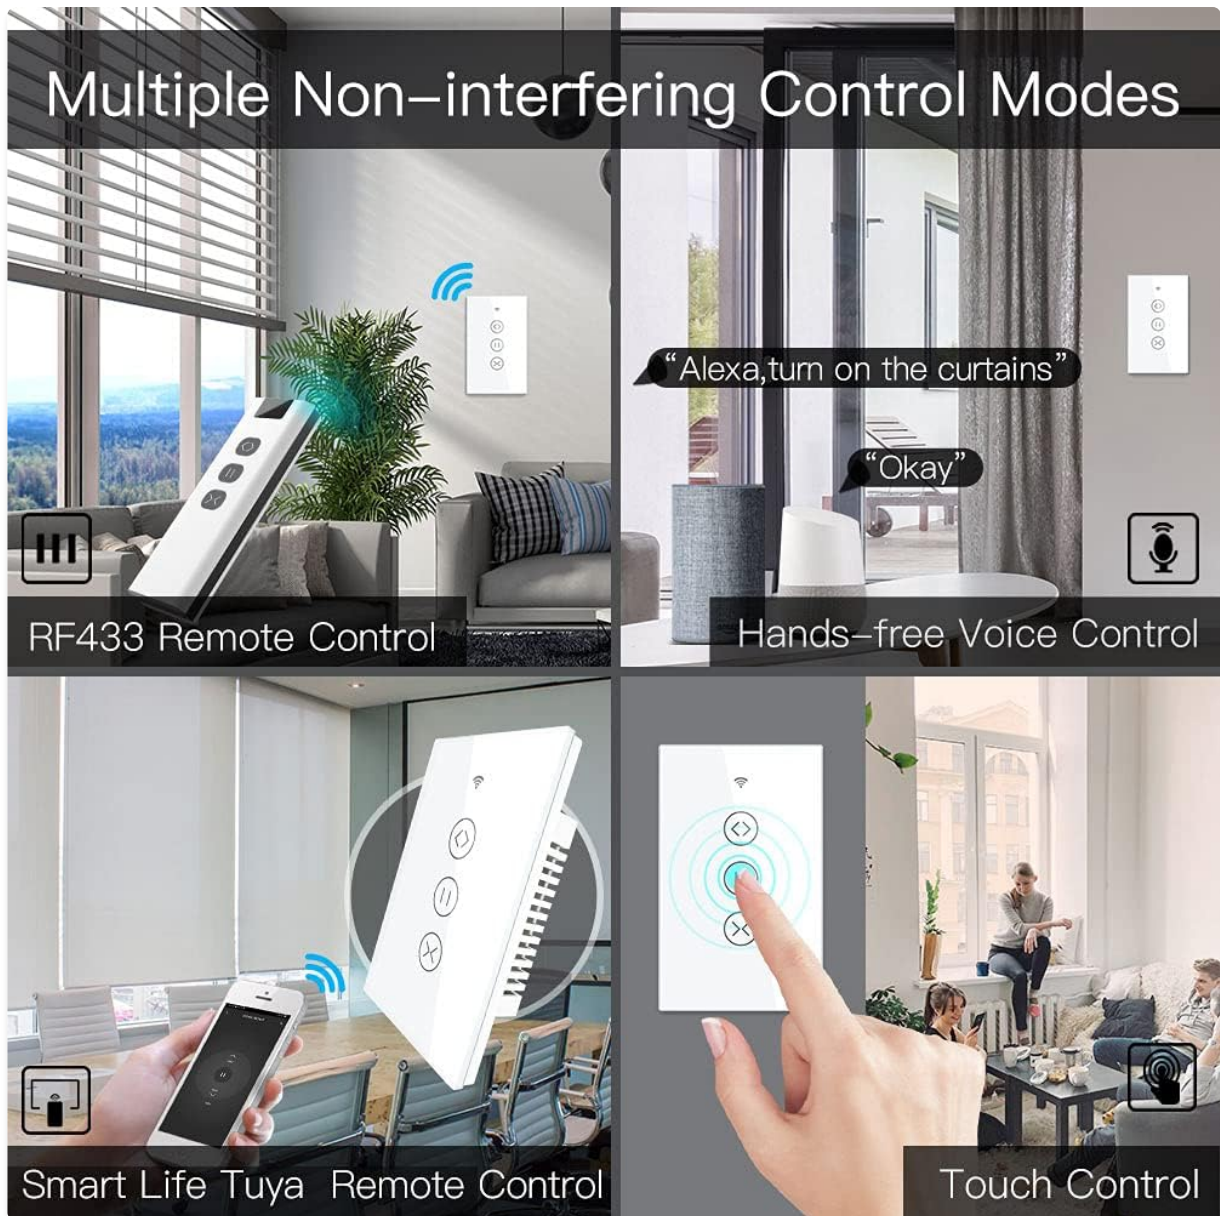 Multiple Non-interfering Control Modes
RF433 Remote Control
"Alexa,turn on the curtains"
"Okay"
Hands-free Voice Control
Smart Life Tuya Remote Control
Touch Control